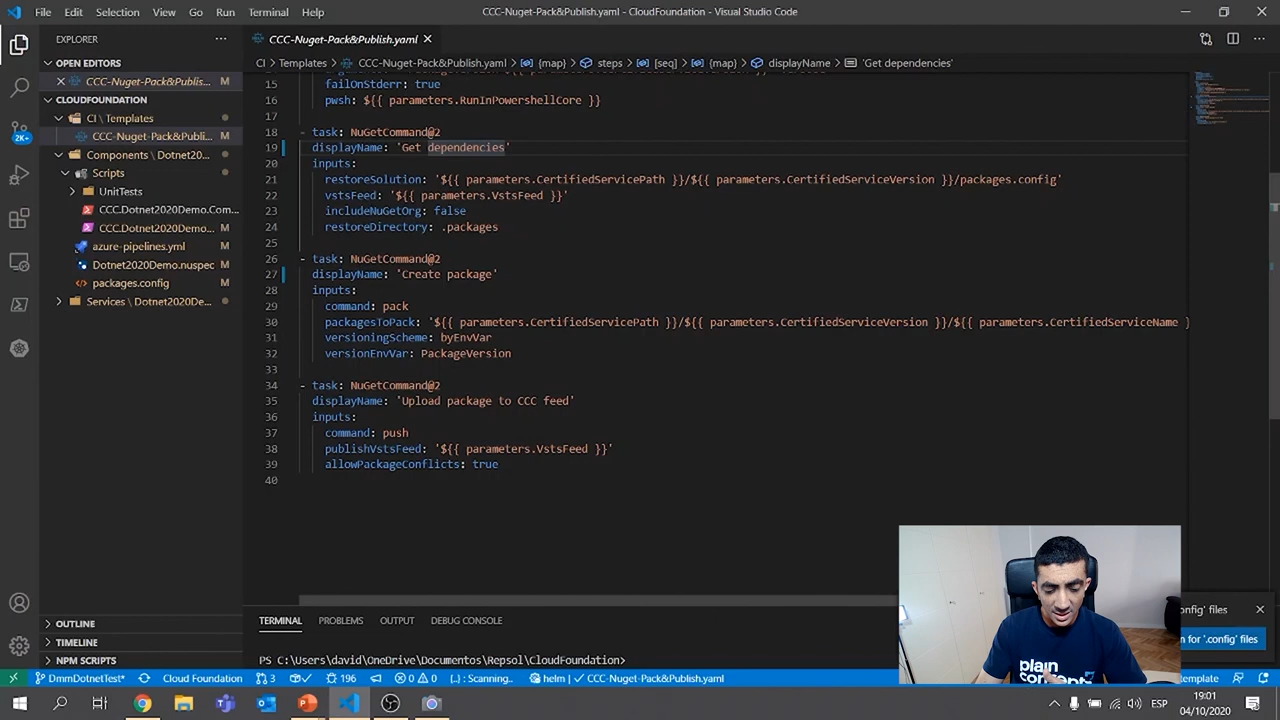 File Edit Selection View Go Run Terminal Help
CCC-Nuget-Pack&Publish.yaml - CloudFoundation - Visual Studio Code
EXPLORER
OPEN EDITORS
CCC-Nuget-Pack&Publis... M
CLOUDFOUNDATION
CI \ Templates
CCC-Nuget-Pack&Publi... M
Components \ Dotnet20...
Scripts
UnitTests
CCC.Dotnet2020Demo.Com...
CCC.Dotnet2020Demo.... M
azure-pipelines.yml M
Dotnet2020Demo.nuspec M
packages.config M
Services \ Dotnet2020De...
OUTLINE
TIMELINE
NPM SCRIPTS
2K+
CCC-Nuget-Pack&Publish.yaml
CI > Templates > CCC-Nuget-Pack&Publish.yaml > {map} > steps > [seq] > {map} > displayName > 'Get dependencies'
15 failOnStderr: true
16 pwsh: ${{ parameters.RunInPowershellCore }}
17
18 - task: NuGetCommand@2
19 displayName: 'Get dependencies'
20 inputs:
21 restoreSolution: '${{ parameters.CertifiedServicePath }}/${{ parameters.CertifiedServiceVersion }}/packages.config'
22 vstsFeed: '${{ parameters.VstsFeed }}'
23 includeNuGetOrg: false
24 restoreDirectory: .packages
25
26 - task: NuGetCommand@2
27 displayName: 'Create package'
28 inputs:
29 command: pack
30 packagesToPack: '${{ parameters.CertifiedServicePath }}/${{ parameters.CertifiedServiceVersion }}/${{ parameters.CertifiedServiceName }
31 versioningScheme: byEnvVar
32 versionEnvVar: PackageVersion
33
34 - task: NuGetCommand@2
35 displayName: 'Upload package to CCC feed'
36 inputs:
37 command: push
38 publishVstsFeed: '${{ parameters.VstsFeed }}'
39 allowPackageConflicts: true
40
TERMINAL PROBLEMS OUTPUT DEBUG CONSOLE
PS C:\Users\david\OneDrive\Documentos\Repsol\CloudFoundation>
onfig' files
n for '.config' files
plain
DmmDotnetTest* Cloud Foundation 3 196 0 0 {..} : Scanning.. helm CCC-Nuget-Pack&Publish.yaml
template
ESP
19:01
04/10/2020